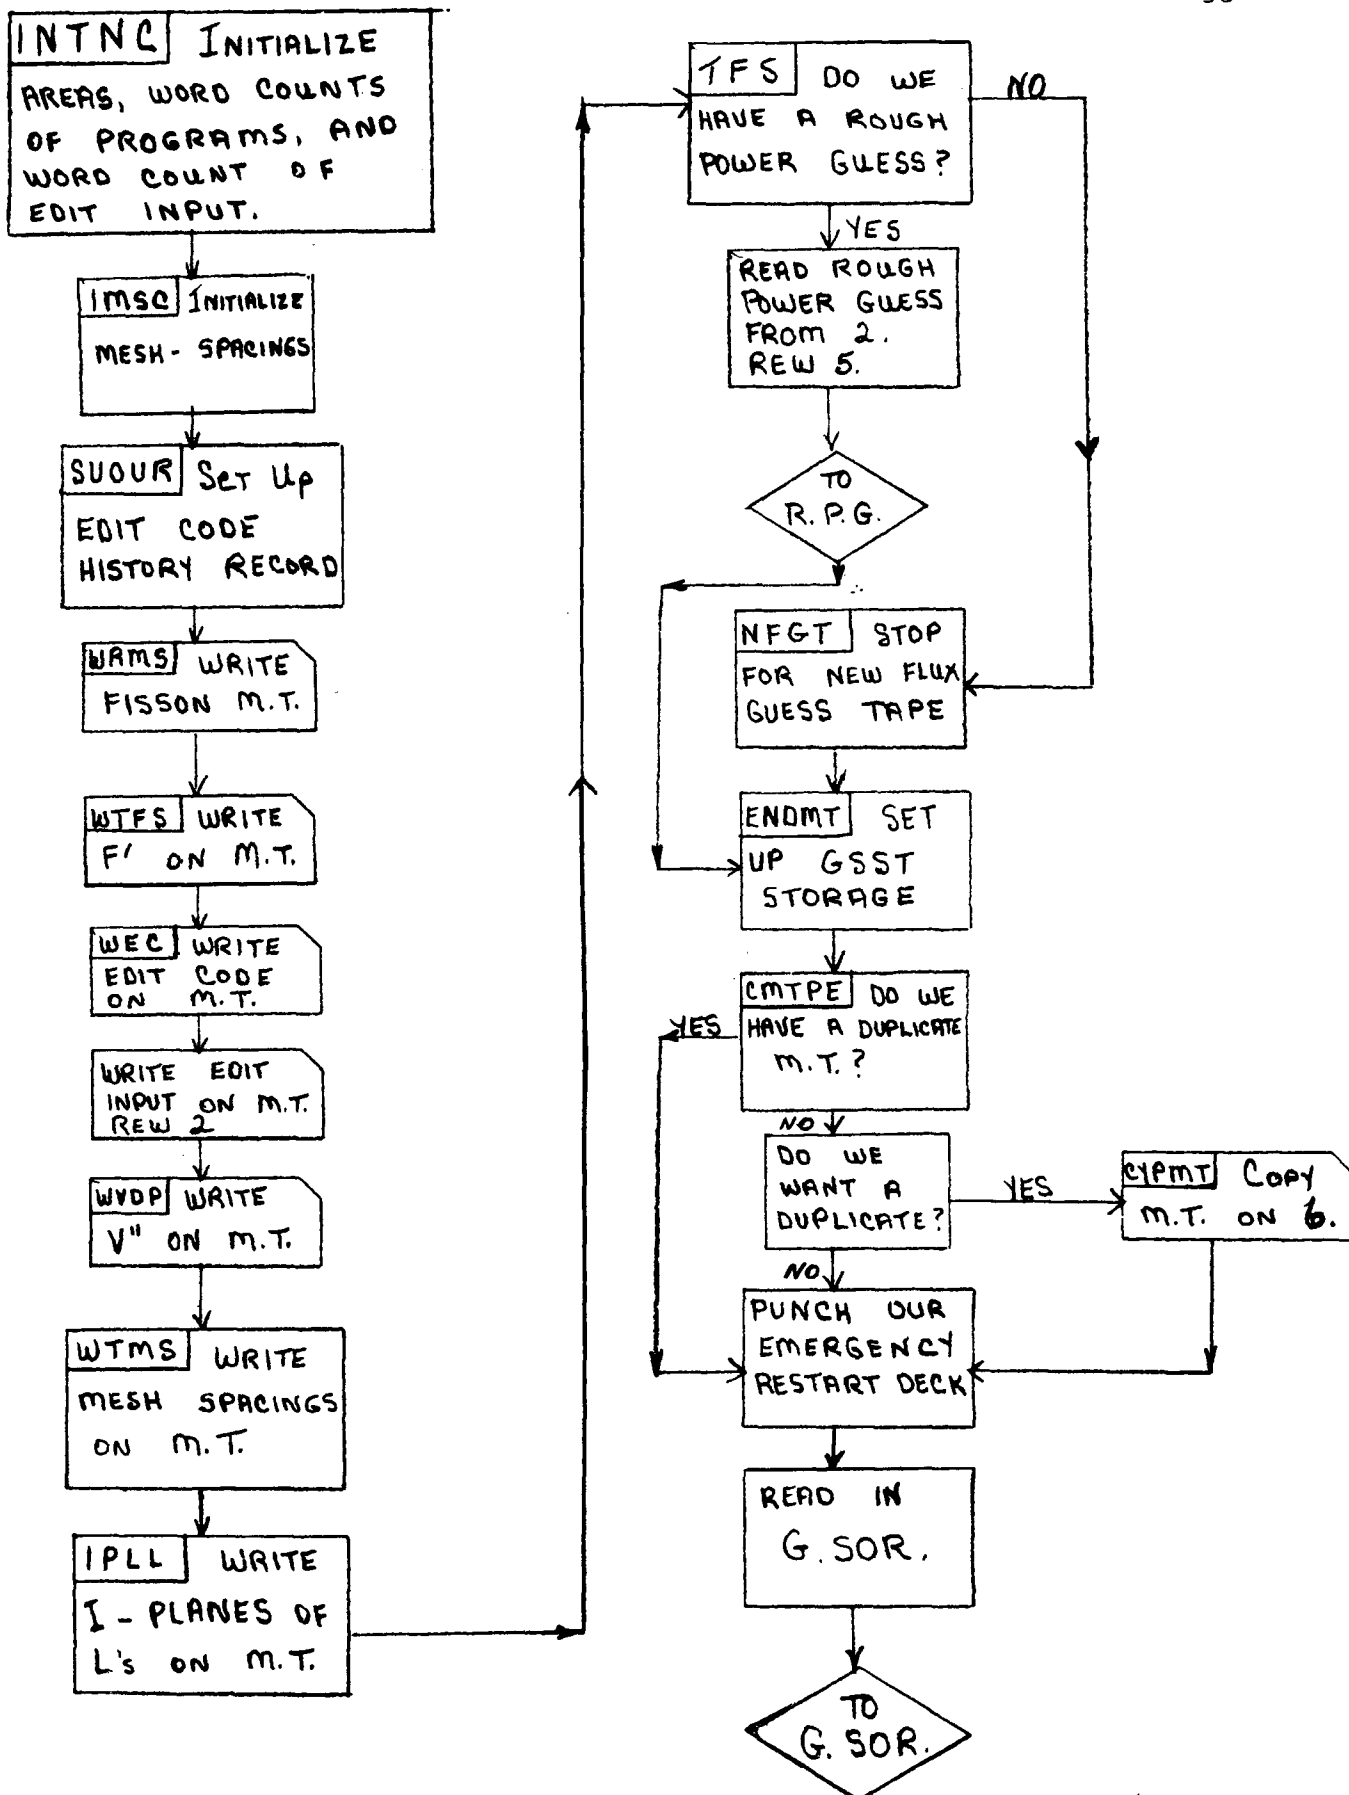 INTNC INITIALIZE
AREAS, WORD COUNTS
OF PROGRAMS, AND
WORD COUNT OF
EDIT INPUT.
IMSC INITIALIZE
MESH - SPACINGS
SUOUR SET UP
EDIT CODE
HISTORY RECORD
WRMS WRITE
FISSON M.T.
WTFS WRITE
F' ON M.T.
WEC WRITE
EDIT CODE
ON M.T.
WRITE EDIT
INPUT ON M.T.
REW 2
WVDP WRITE
V" ON M.T.
WTMS WRITE
MESH SPACINGS
ON M.T.
IPLL WRITE
I - PLANES OF
L's ON M.T.
TFS DO WE
HAVE A ROUGH
POWER GUESS?
NO
YES
READ ROUGH
POWER GUESS
FROM 2.
REW 5.
TO
R.P.G.
NFGT STOP
FOR NEW FLUX
GUESS TAPE
ENDMT SET
UP GSST
STORAGE
CMTPE DO WE
HAVE A DUPLICATE
M.T.?
YES
NO
DO WE
WANT A
DUPLICATE?
YES
CYPMT COPY
M.T. ON 6.
NO
PUNCH OUR
EMERGENCY
RESTART DECK
READ IN
G. SOR.
TO
G. SOR.